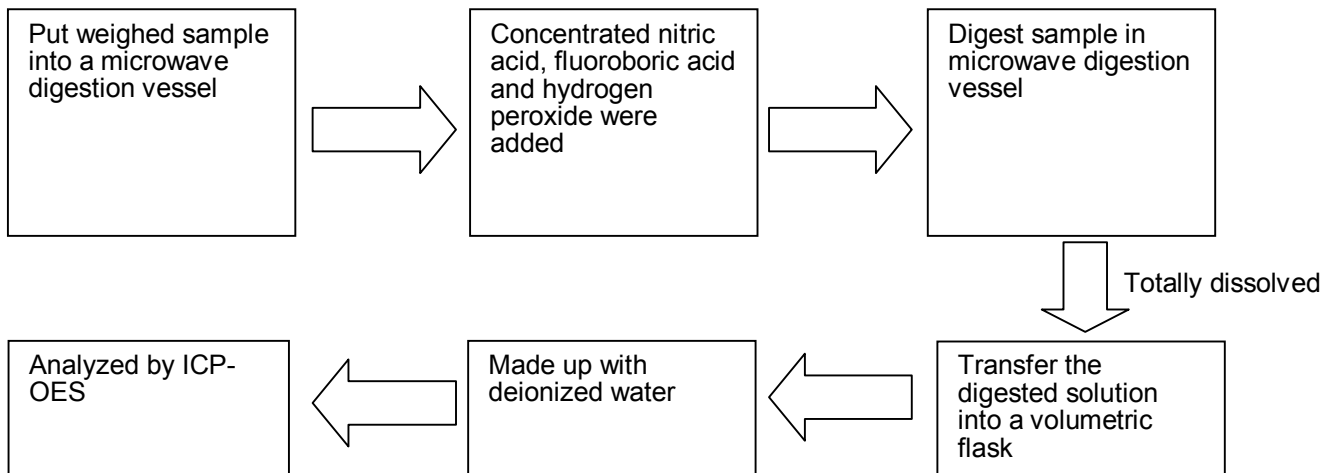 Put weighed sample
into a microwave
digestion vessel
Concentrated nitric
acid, fluoroboric acid
and hydrogen
peroxide were
added
Digest sample in
microwave digestion
vessel
Totally dissolved
Transfer the
digested solution
into a volumetric
flask
Made up with
deionized water
Analyzed by ICP-
OES